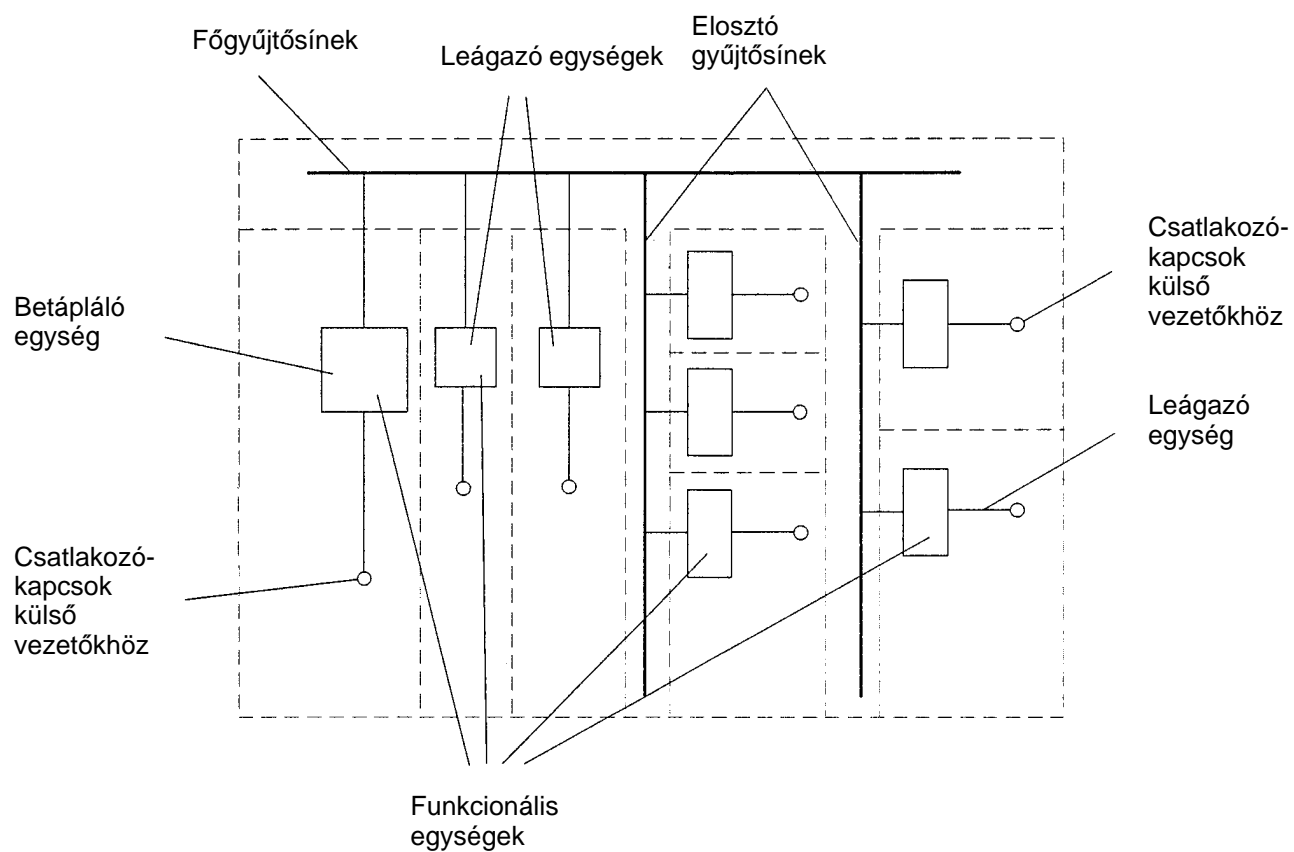 Főgyűjtősínek
Leágazó egységek
Elosztó
gyűjtősínek
Csatlakozó-
kapcsok
külső
vezetőkhöz
Betápláló
egység
Leágazó
egység
Csatlakozó-
kapcsok
külső
vezetőkhöz
Funkcionális
egységek